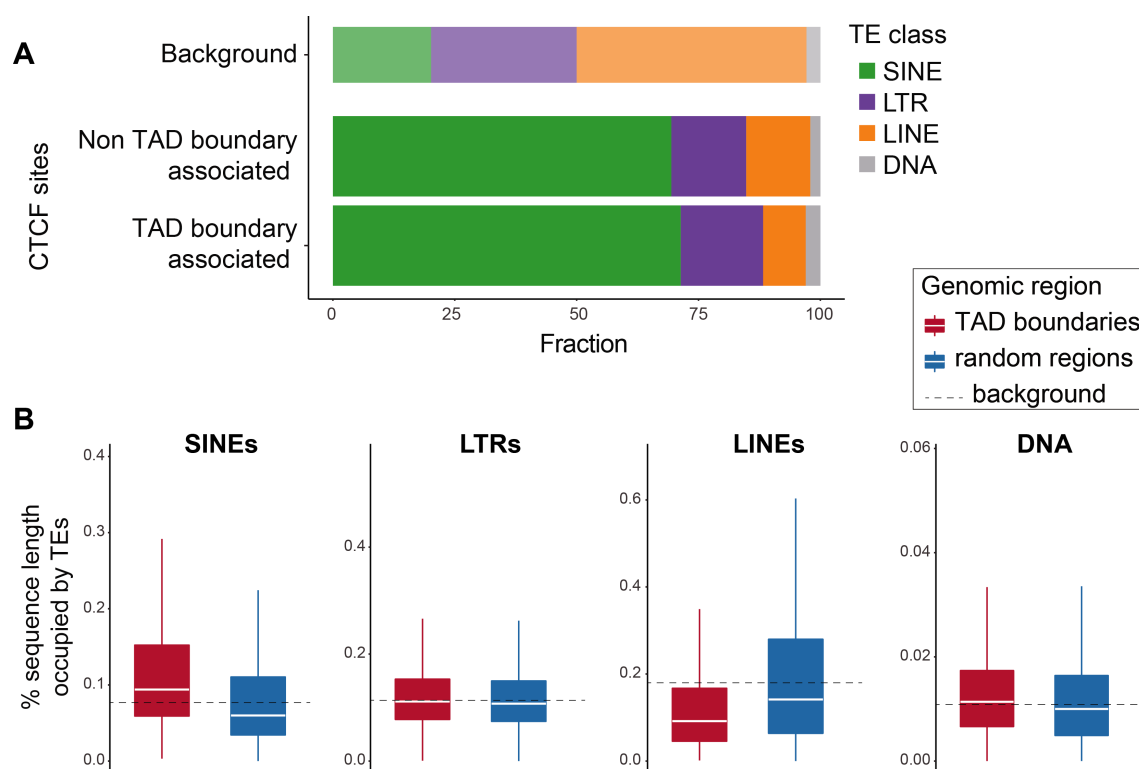 A
Background
Non TAD boundary
associated
TAD boundary
associated
CTCF sites
0 25 50 75 100
Fraction
TE class
SINE
LTR
LINE
DNA
Genomic region
TAD boundaries
random regions
background
B
SINEs
LTRs
LINEs
DNA
% sequence length
occupied by TEs
0.4
0.3
0.2
0.1
0.0
0.4
0.2
0.0
0.6
0.4
0.2
0.0
0.06
0.04
0.02
0.00